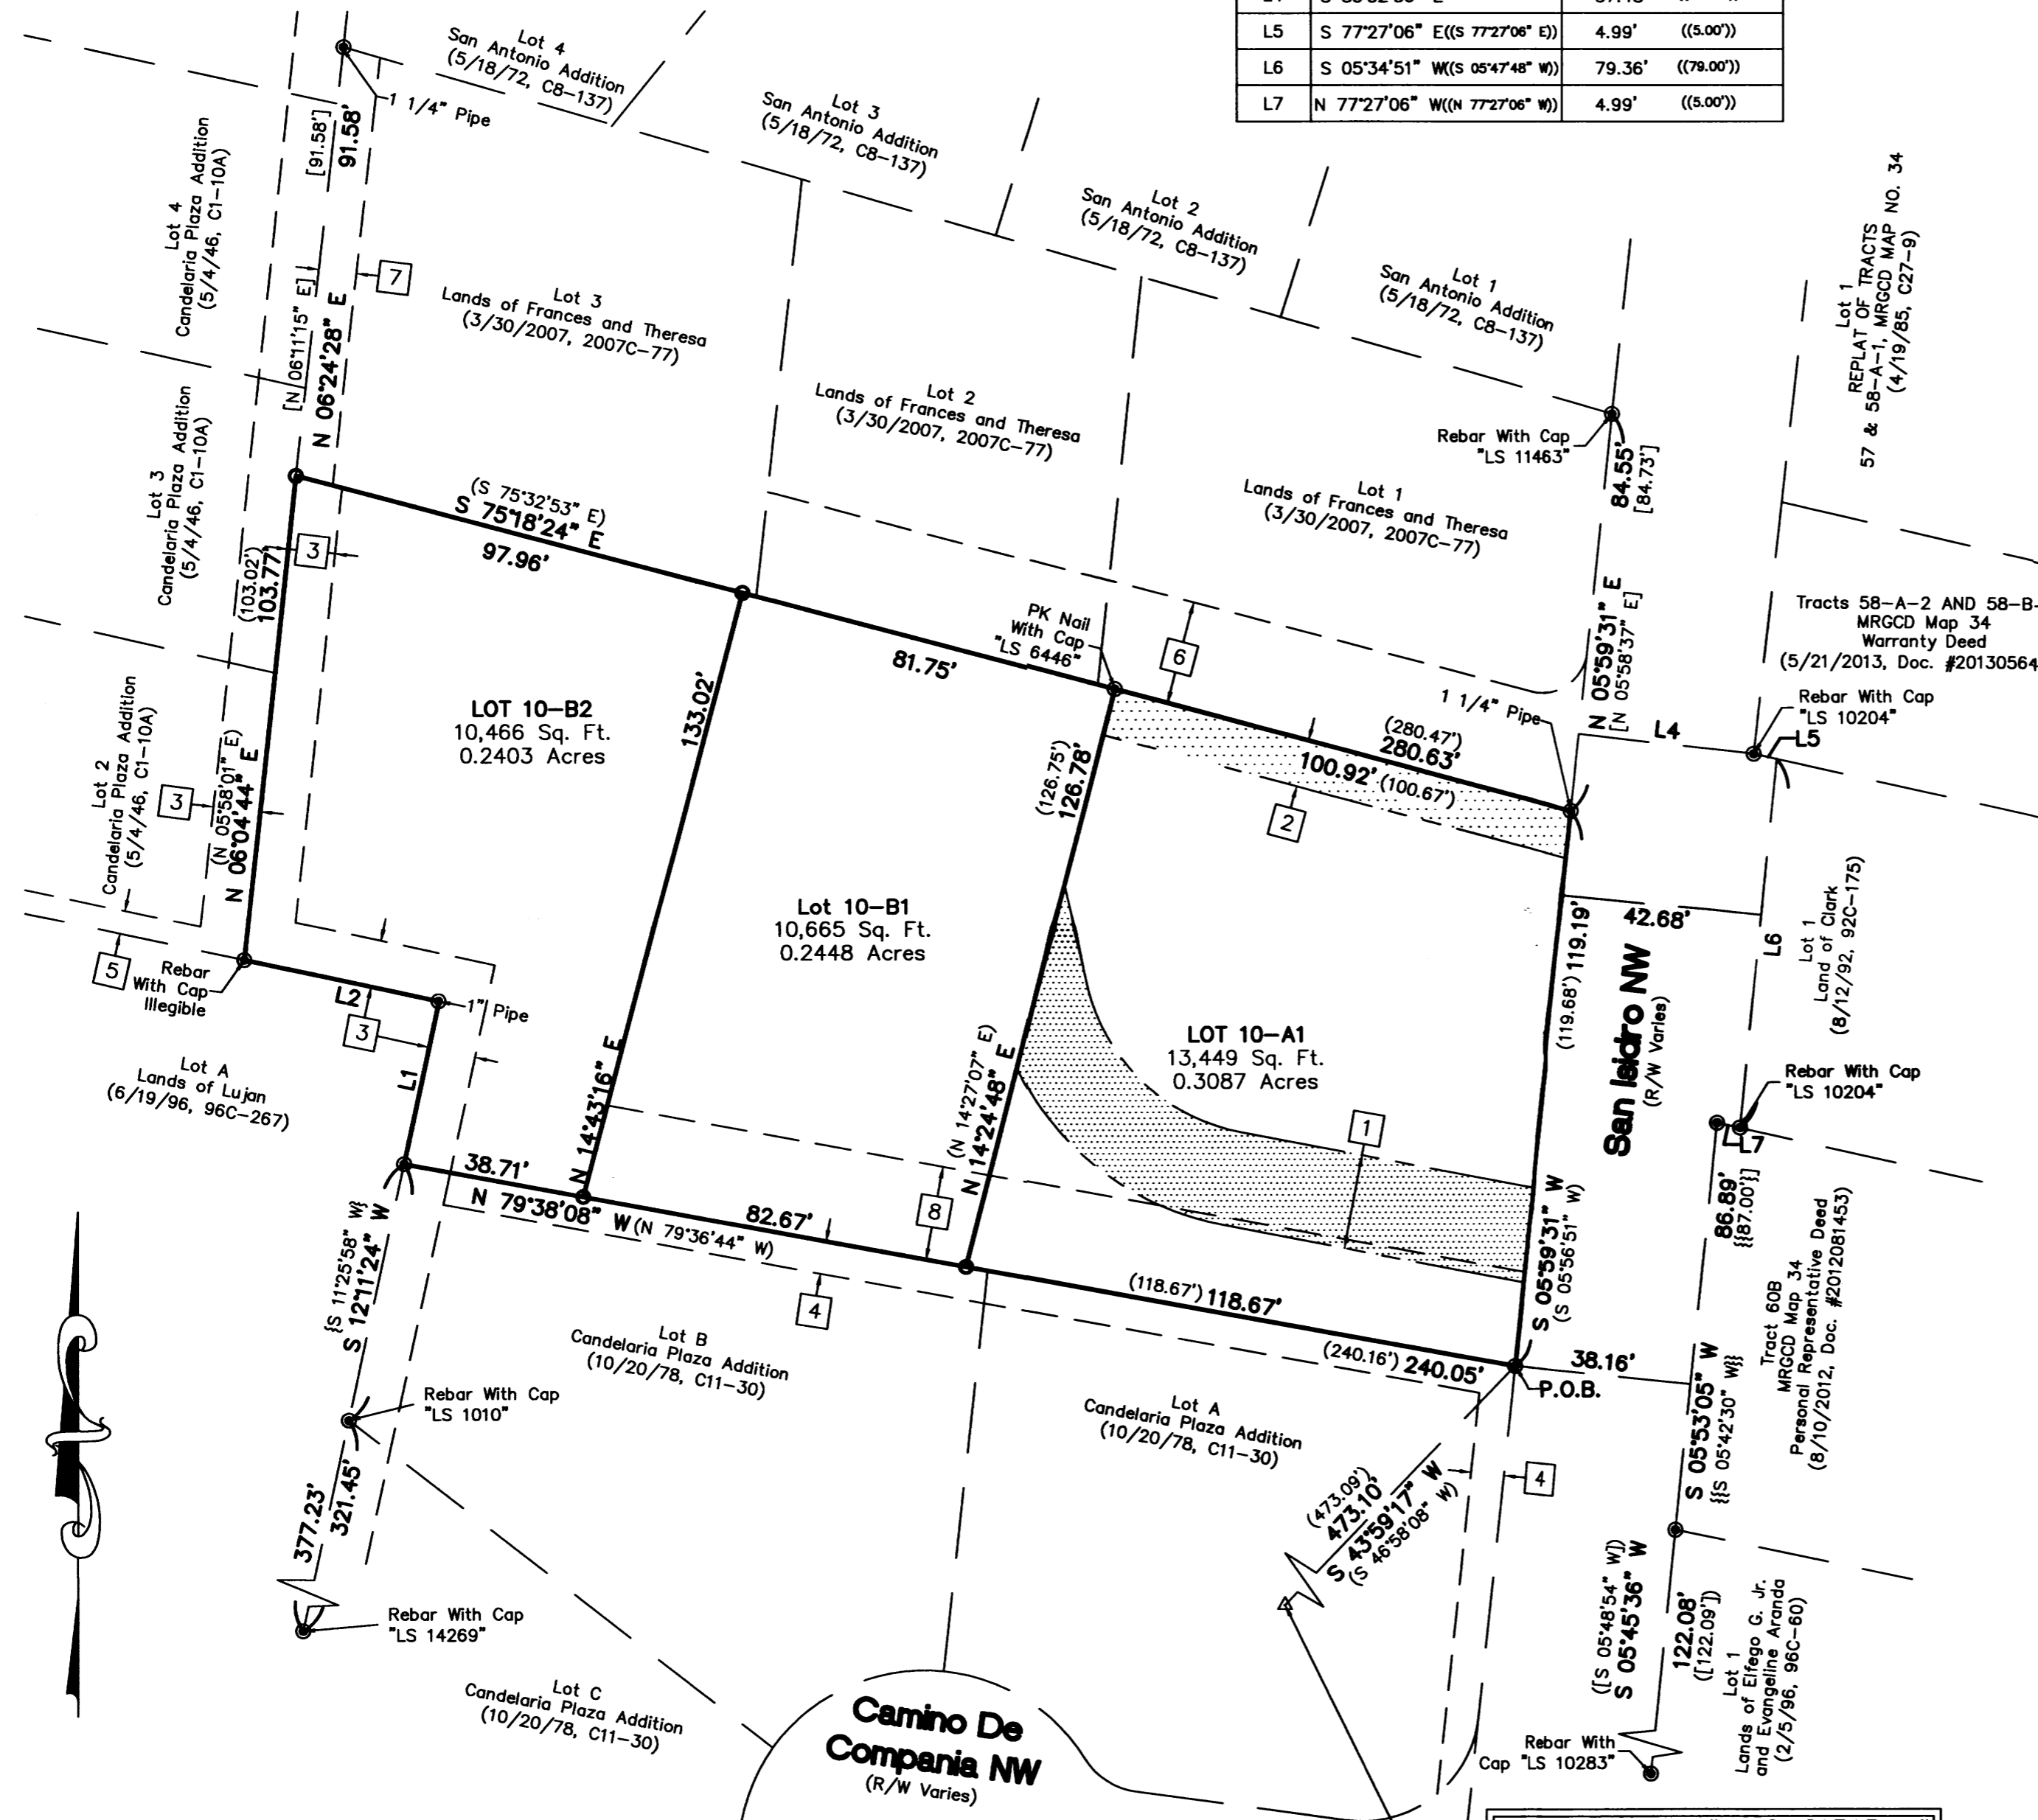 L5 S 77°27'06" E((S 77°27'06" E)) 4.99' ((5.00'))
L6 S 05°34'51" W((S 05°47'48" W)) 79.36' ((79.00'))
L7 N 77°27'06" W((N 77°27'06" W)) 4.99' ((5.00'))
Lot 4
San Antonio Addition
(5/18/72, C8-137)
1 1/4" Pipe
[91.58']
91.58'
Lot 3
San Antonio Addition
(5/18/72, C8-137)
Lot 2
San Antonio Addition
(5/18/72, C8-137)
Lot 1
San Antonio Addition
(5/18/72, C8-137)
Lot 1
REPLAT OF TRACTS
57 & 58-A-1, MRGCD MAP NO. 34
(4/19/85, C27-9)
Lot 4
Candelaria Plaza Addition
(5/4/46, C1-10A)
[N 06°11'15" E]
N 06°24'28" E
7
Lot 3
Lands of Frances and Theresa
(3/30/2007, 2007C-77)
Lot 2
Lands of Frances and Theresa
(3/30/2007, 2007C-77)
Lot 1
Lands of Frances and Theresa
(3/30/2007, 2007C-77)
Rebar With Cap
"LS 11463"
84.55'
[84.73']
Lot 3
Candelaria Plaza Addition
(5/4/46, C1-10A)
(103.02')
103.77'
3
(S 75°32'53" E)
S 75°18'24" E
97.96'
81.75'
PK Nail
With Cap
"LS 6446"
6
N 05°59'31" E
[N 05°58'37" E]
Tracts 58-A-2 AND 58-B-
MRGCD Map 34
Warranty Deed
(5/21/2013, Doc. #20130564
Rebar With Cap
"LS 10204"
L4
L5
1 1/4" Pipe
(280.47')
280.63'
100.92' (100.67')
2
Lot 2
Candelaria Plaza Addition
(5/4/46, C1-10A)
3
(N 05°58'01" E)
N 06°04'44" E
LOT 10-B2
10,466 Sq. Ft.
0.2403 Acres
133.02'
N 14°43'16" E
Lot 10-B1
10,665 Sq. Ft.
0.2448 Acres
(126.75')
126.78'
(N 14°27'07" E)
N 14°24'48" E
LOT 10-A1
13,449 Sq. Ft.
0.3087 Acres
1
(119.68') 119.19'
42.68'
San Isidro NW
(R/W Varies)
L6
Lot 1
Land of Clark
(8/12/92, 92C-175)
Rebar With Cap
"LS 10204"
L7
5
Rebar
With Cap
Illegible
L2
3
1" Pipe
L1
Lot A
Lands of Lujan
(6/19/96, 96C-267)
38.71'
N 79°38'08" W (N 79°36'44" W)
82.67'
8
4
(118.67') 118.67'
(240.16') 240.05'
S 05°59'31" W
(S 05°56'51" W)
38.16'
P.O.B.
86.89'
{{87.00'}}
S 05°53'05" W
{{S 05°42'30" W}}
Tract 60B
MRGCD Map 34
Personal Representative Deed
(8/10/2012, Doc. #2012081453)
{S 11°25'58" W}
S 12°11'24" W
Rebar With Cap
"LS 1010"
377.23'
321.45'
Rebar With Cap
"LS 14269"
Lot B
Candelaria Plaza Addition
(10/20/78, C11-30)
Lot A
Candelaria Plaza Addition
(10/20/78, C11-30)
(473.09')
473.10'
S 43°59'17" W
(S 46°58'08" W)
4
Lot C
Candelaria Plaza Addition
(10/20/78, C11-30)
Camino De
Compania NW
(R/W Varies)
([S 05°48'54" W])
S 05°45'36" W
122.08'
([122.09'])
Lot 1
Lands of Elfego G. Jr.
and Evangeline Aranda
(2/5/96, 96C-60)
Rebar With
Cap "LS 10283"